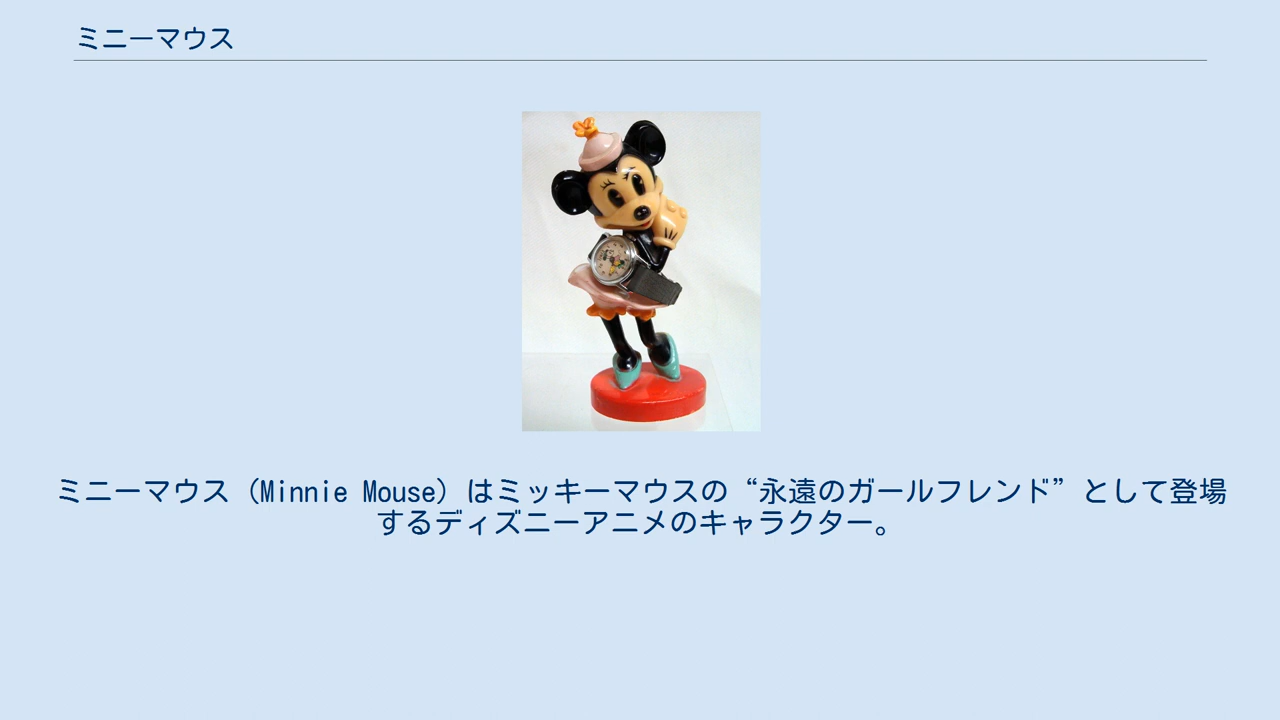 ミニーマウス
ミニーマウス（Minnie Mouse）はミッキーマウスの“永遠のガールフレンド”として登場
するディズニーアニメのキャラクター。